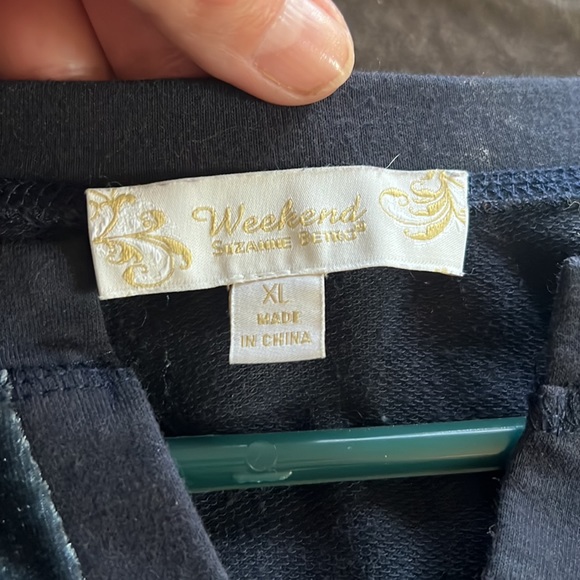 Weekend
SUZANNE BETRO
XL
MADE
IN CHINA